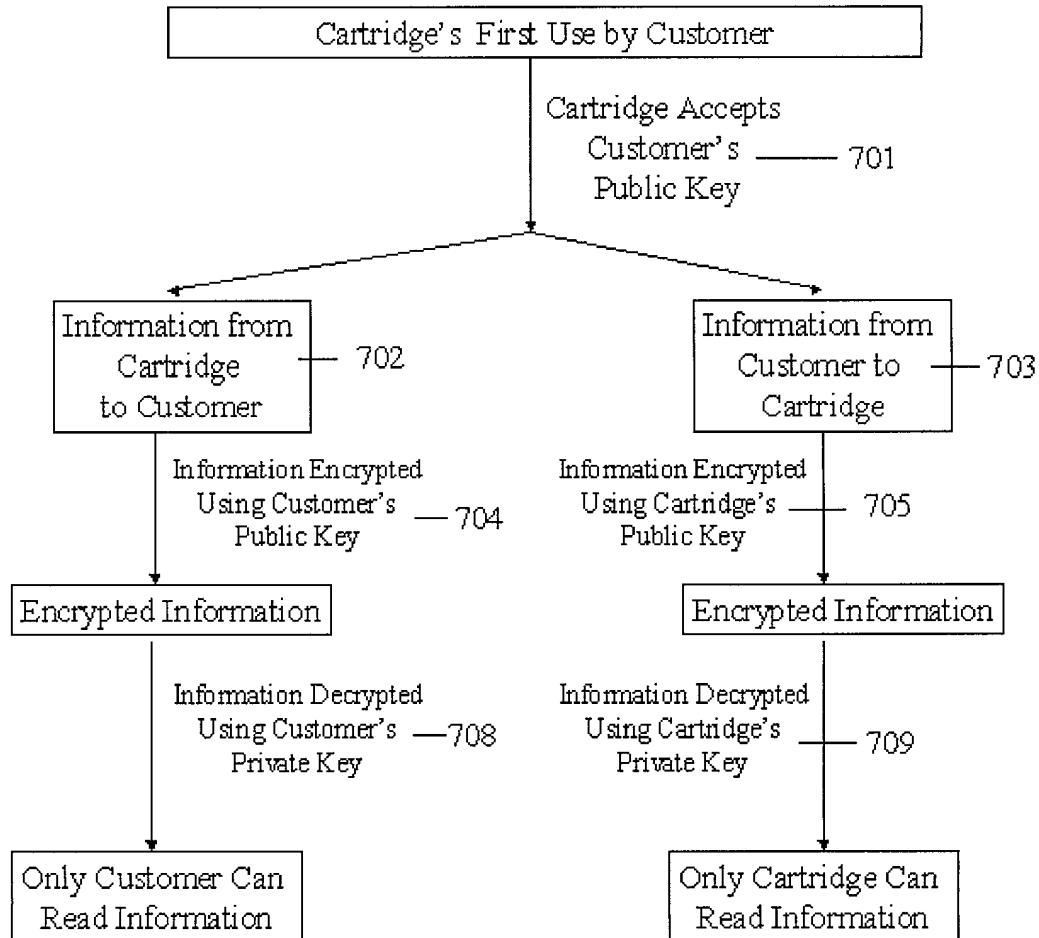 Cartridge's First Use by Customer
Cartridge Accepts
Customer's
Public Key
701
Information from
Cartridge
to Customer
702
Information from
Customer to
Cartridge
703
Information Encrypted
Using Customer's
Public Key
704
Information Encrypted
Using Cartridge's
Public Key
705
Encrypted Information
Encrypted Information
Information Decrypted
Using Customer's
Private Key
708
Information Decrypted
Using Cartridge's
Private Key
709
Only Customer Can
Read Information
Only Cartridge Can
Read Information